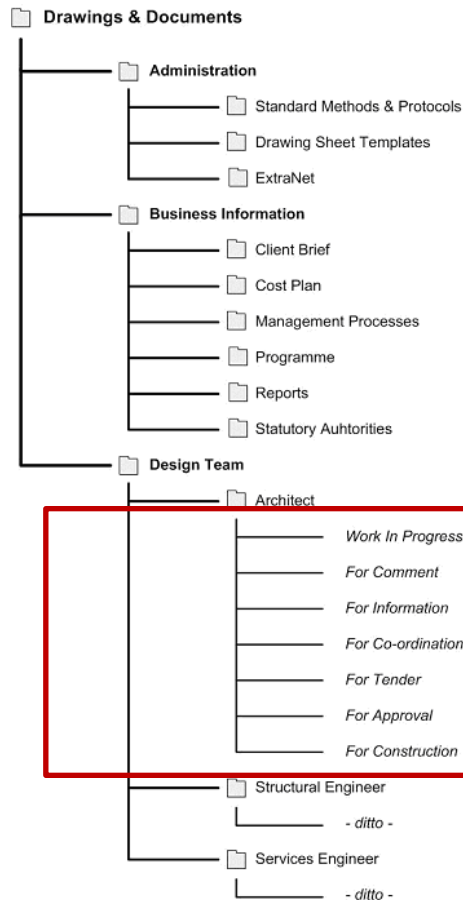 Drawings & Documents
Administration
Standard Methods & Protocols
Drawing Sheet Templates
ExtraNet
Business Information
Client Brief
Cost Plan
Management Processes
Programme
Reports
Statutory Auhtorities
Design Team
Architect
Work In Progress
For Comment
For Information
For Co-ordination
For Tender
For Approval
For Construction
Structural Engineer
- ditto -
Services Engineer
- ditto -